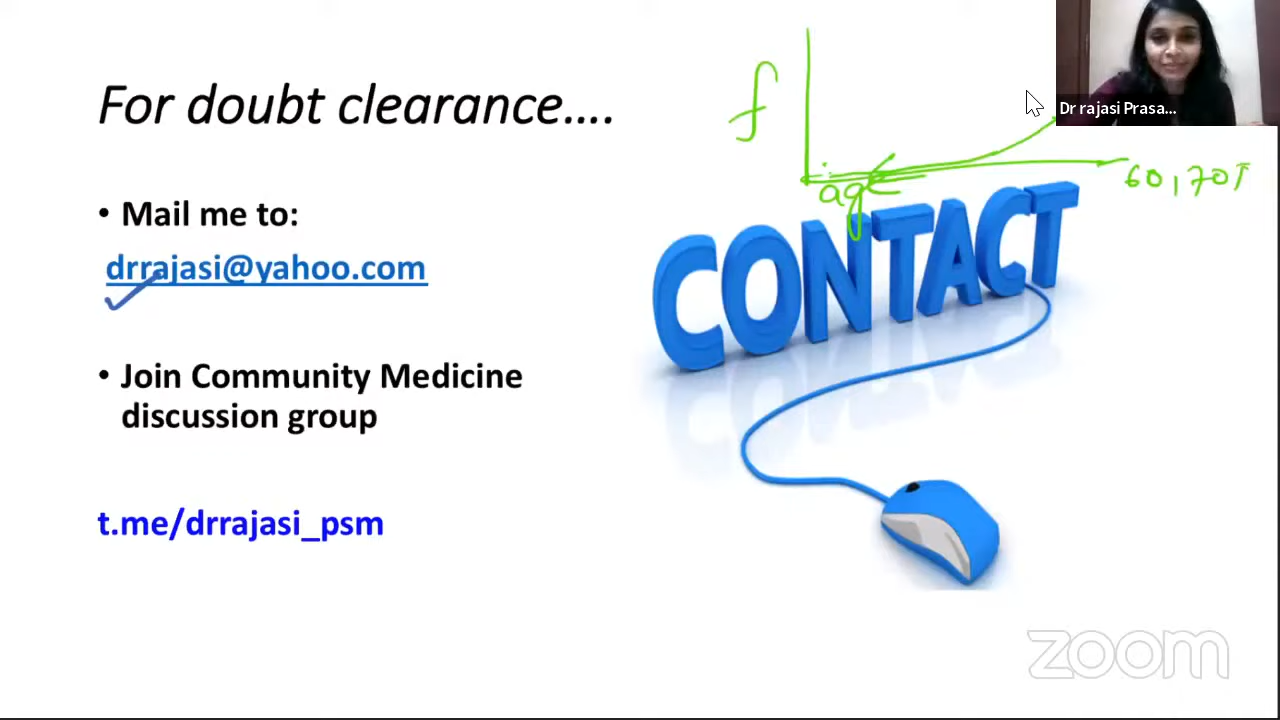 For doubt clearance....
• Mail me to:
drrajasi@yahoo.com
• Join Community Medicine
discussion group
t.me/drrajasi_psm
f
age
60,70↑
CONTACT
Dr rajasi Prasa...
zoom